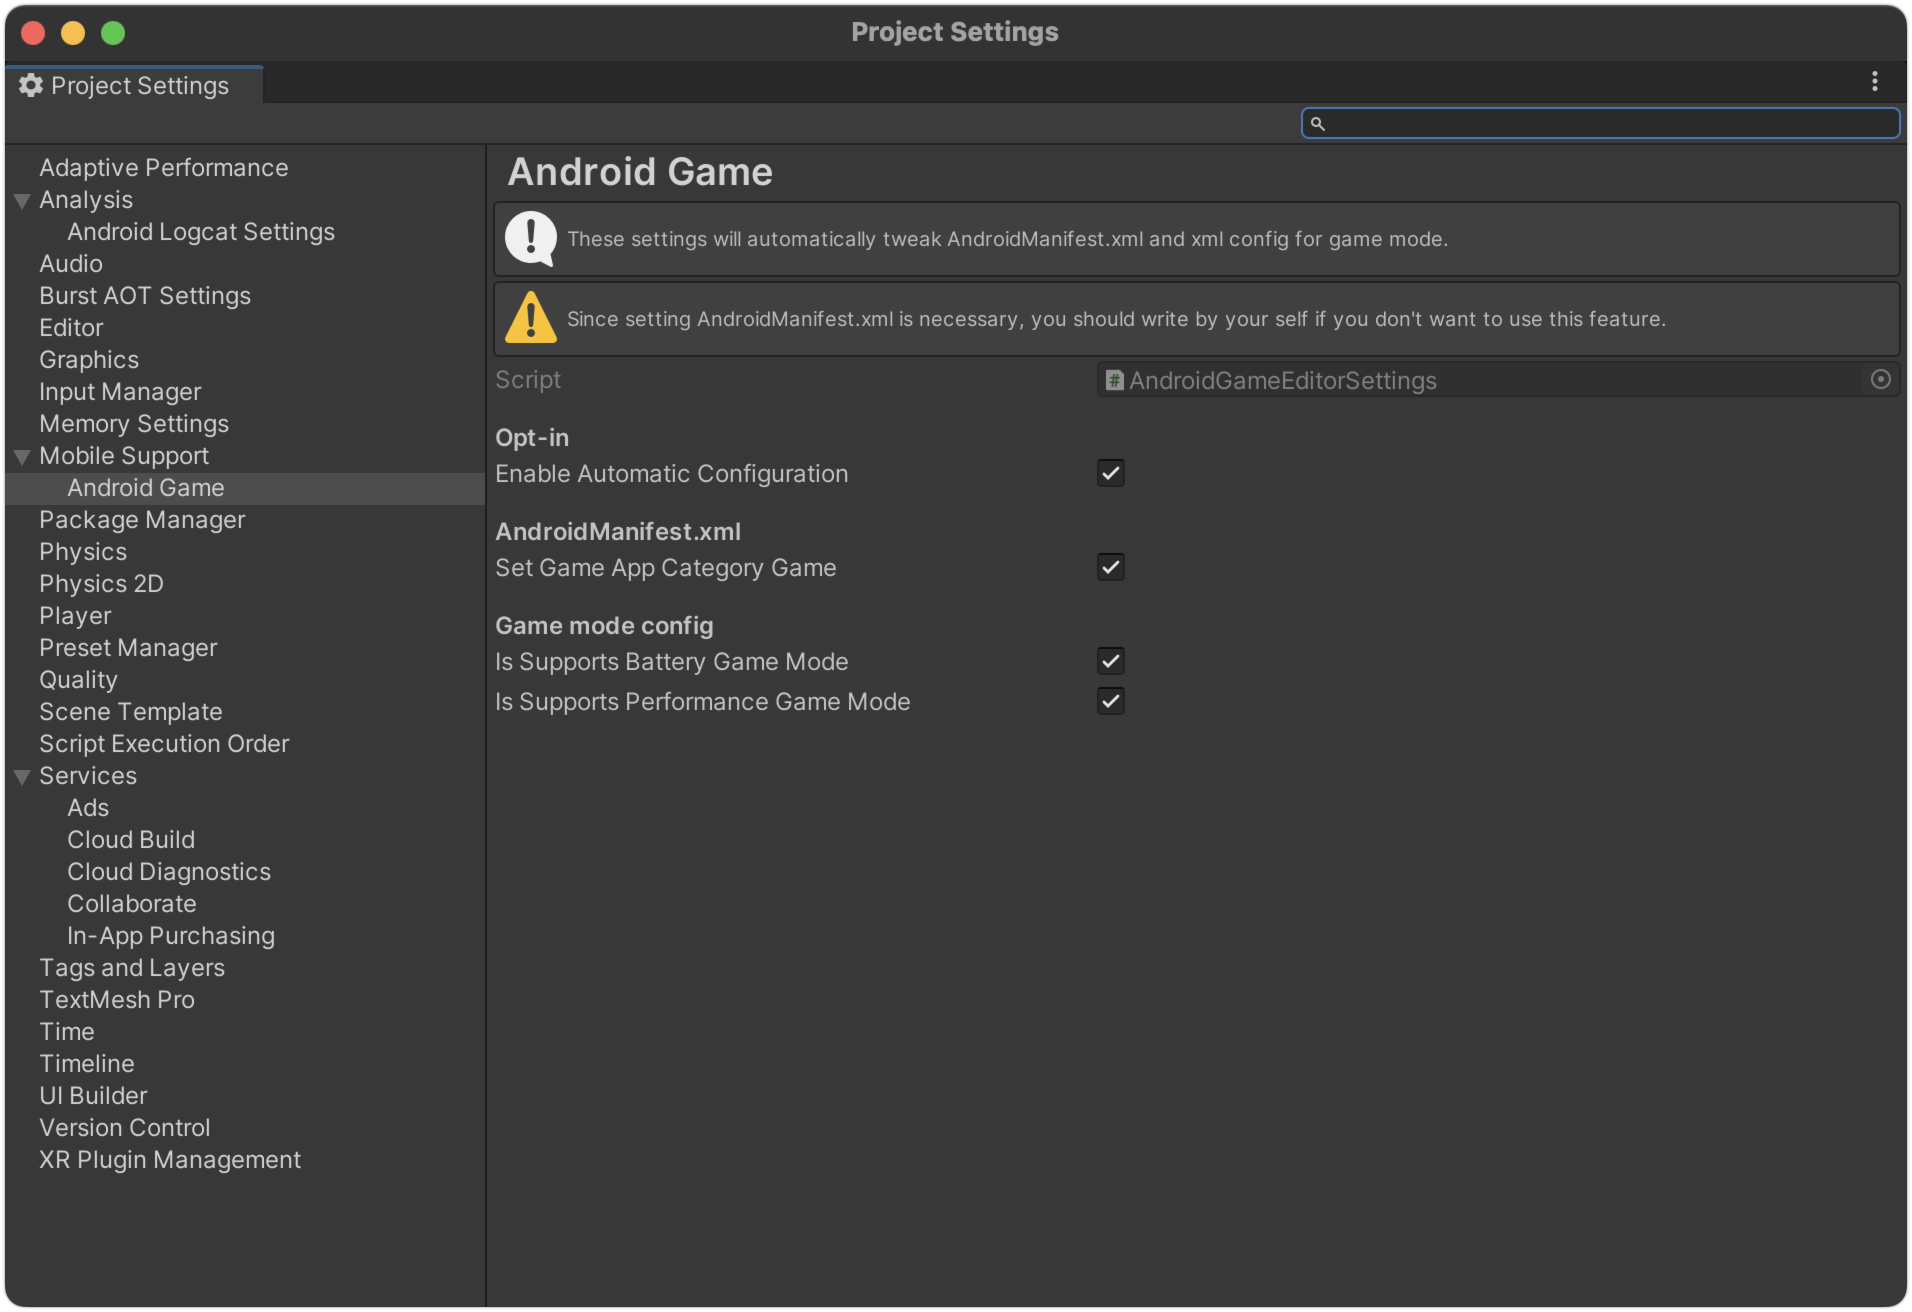 Project Settings
Project Settings
Adaptive Performance
Analysis
Android Logcat Settings
Audio
Burst AOT Settings
Editor
Graphics
Input Manager
Memory Settings
Mobile Support
Android Game
Package Manager
Physics
Physics 2D
Player
Preset Manager
Quality
Scene Template
Script Execution Order
Services
Ads
Cloud Build
Cloud Diagnostics
Collaborate
In-App Purchasing
Tags and Layers
TextMesh Pro
Time
Timeline
UI Builder
Version Control
XR Plugin Management
Android Game
These settings will automatically tweak AndroidManifest.xml and xml config for game mode.
Since setting AndroidManifest.xml is necessary, you should write by your self if you don't want to use this feature.
Script # AndroidGameEditorSettings
Opt-in
Enable Automatic Configuration
AndroidManifest.xml
Set Game App Category Game
Game mode config
Is Supports Battery Game Mode
Is Supports Performance Game Mode